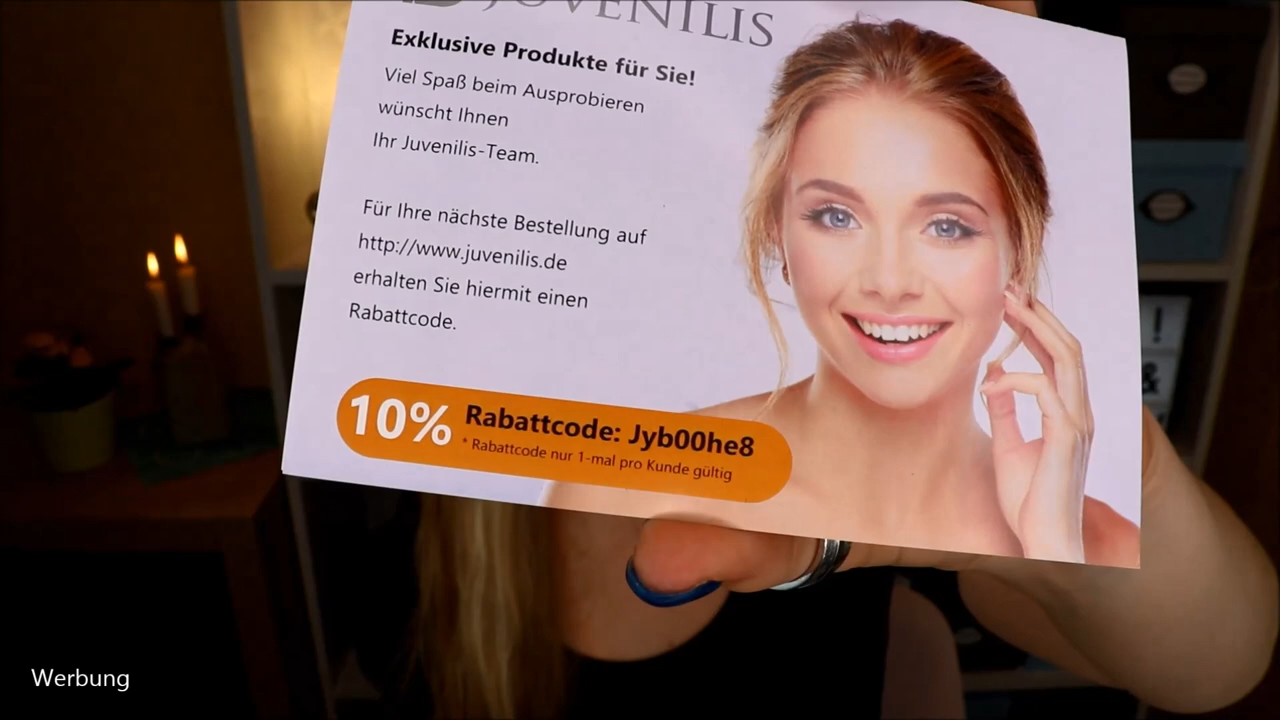 JUVENILIS
Exklusive Produkte für Sie!
Viel Spaß beim Ausprobieren
wünscht Ihnen
Ihr Juvenilis-Team.
Für Ihre nächste Bestellung auf
http://www.juvenilis.de
erhalten Sie hiermit einen
Rabattcode.
10% Rabattcode: Jyb00he8
* Rabattcode nur 1-mal pro Kunde gültig
!
&
Werbung